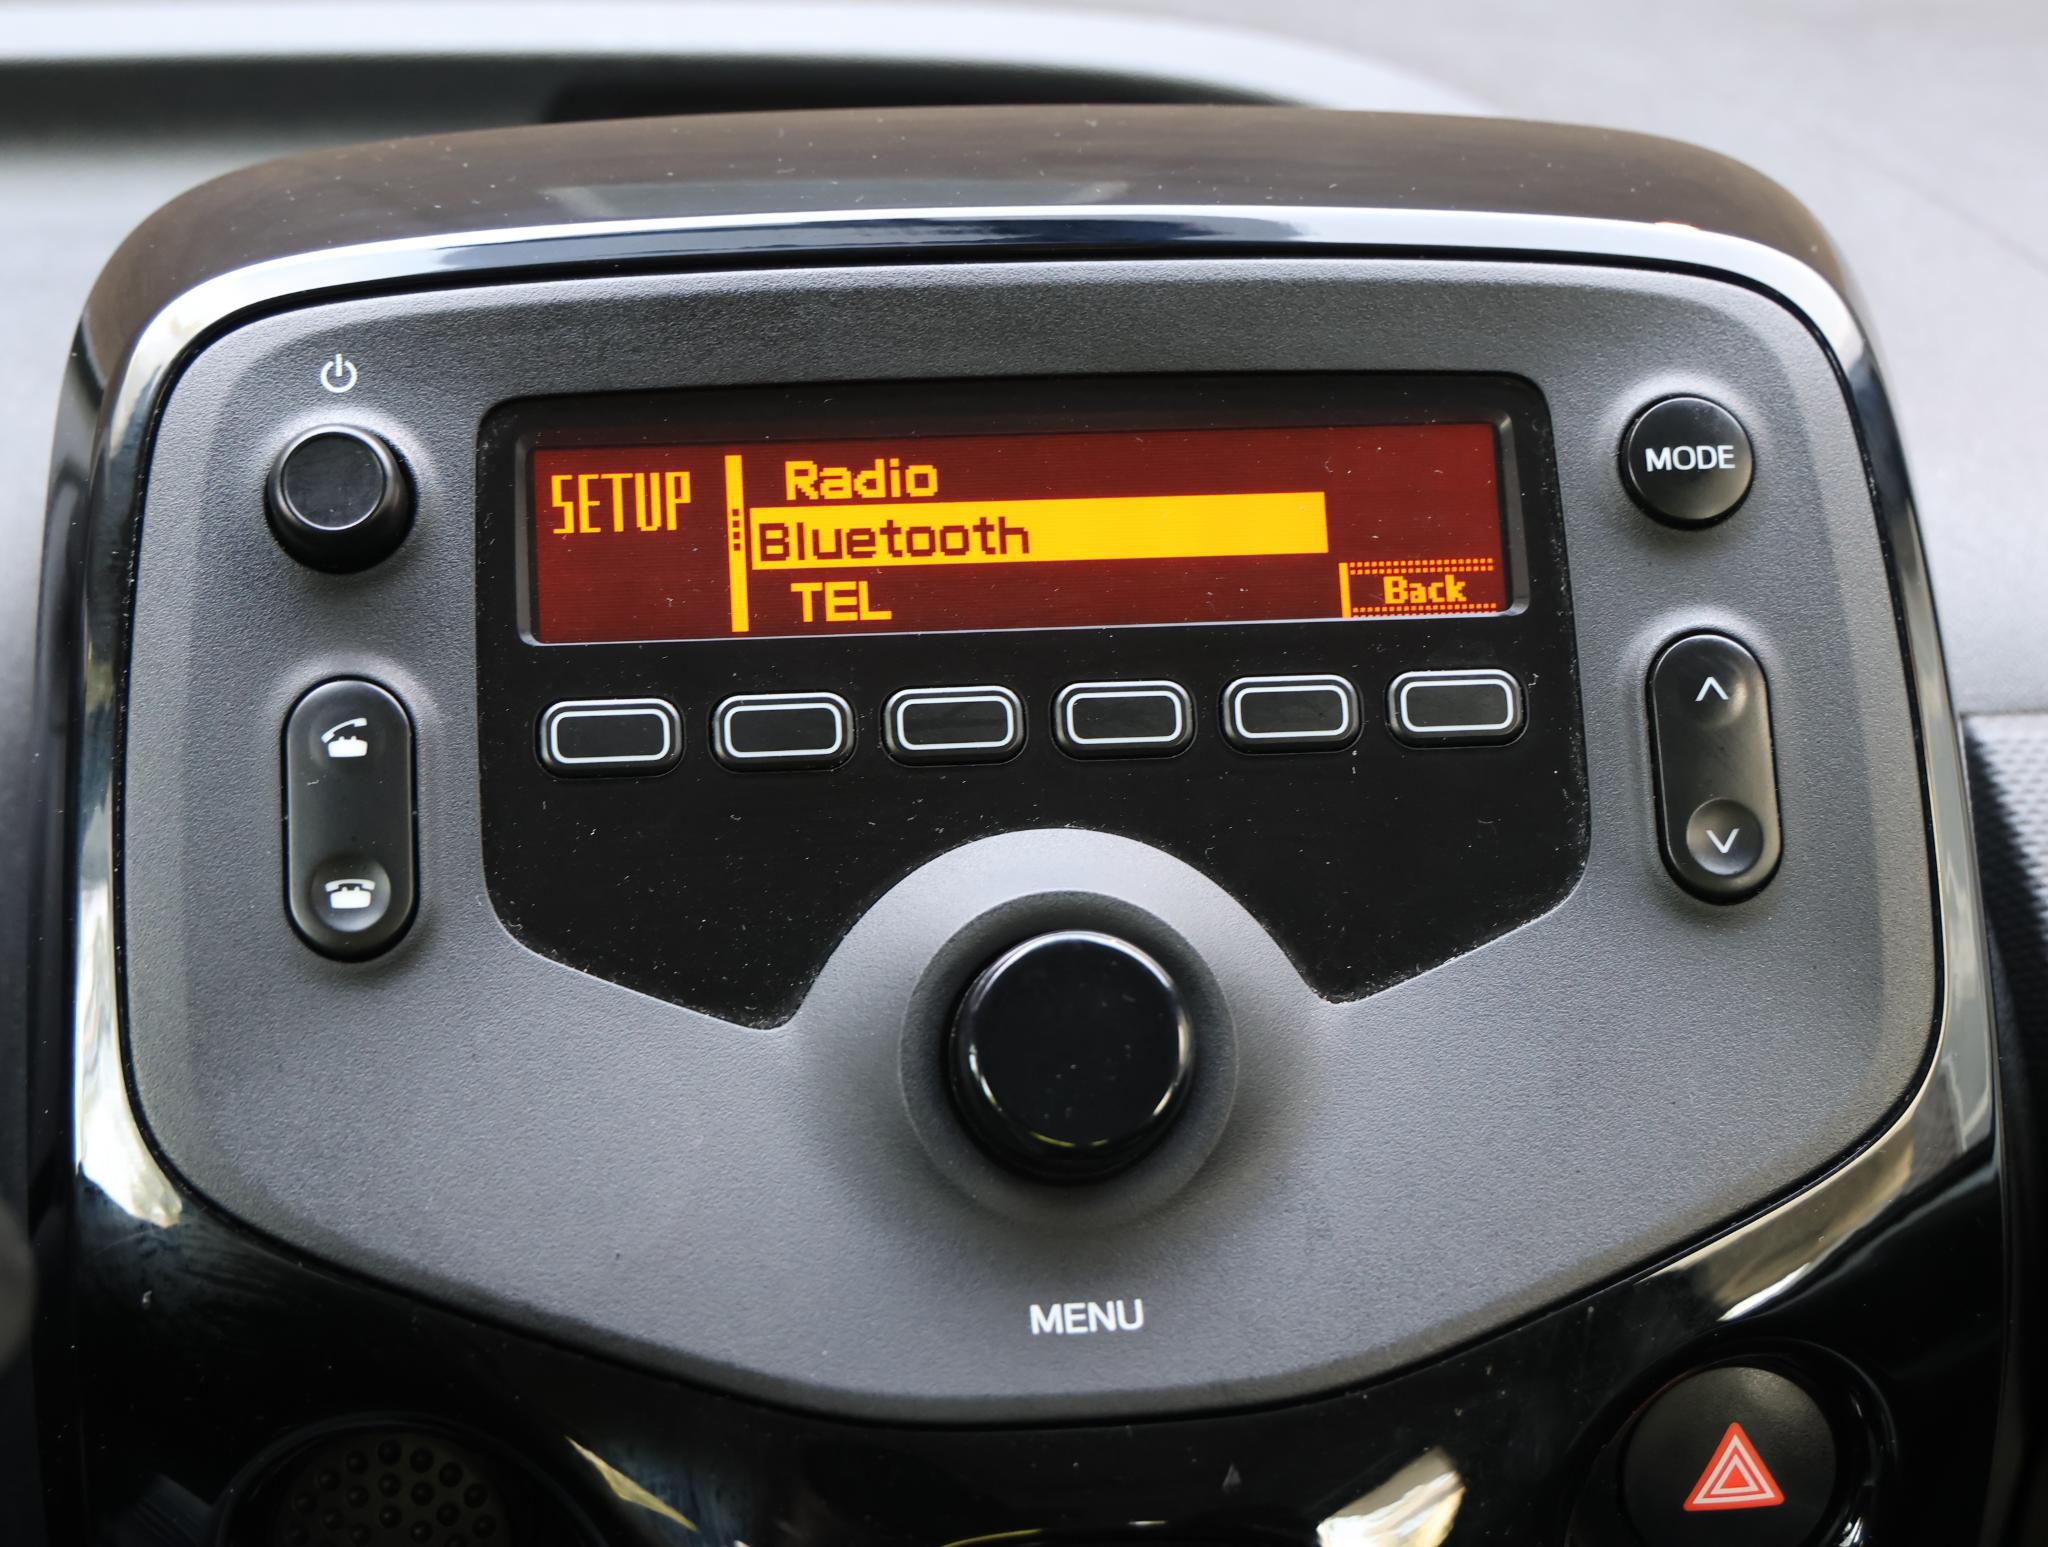 SETUP
Radio
Bluetooth
TEL
Back
MODE
MENU